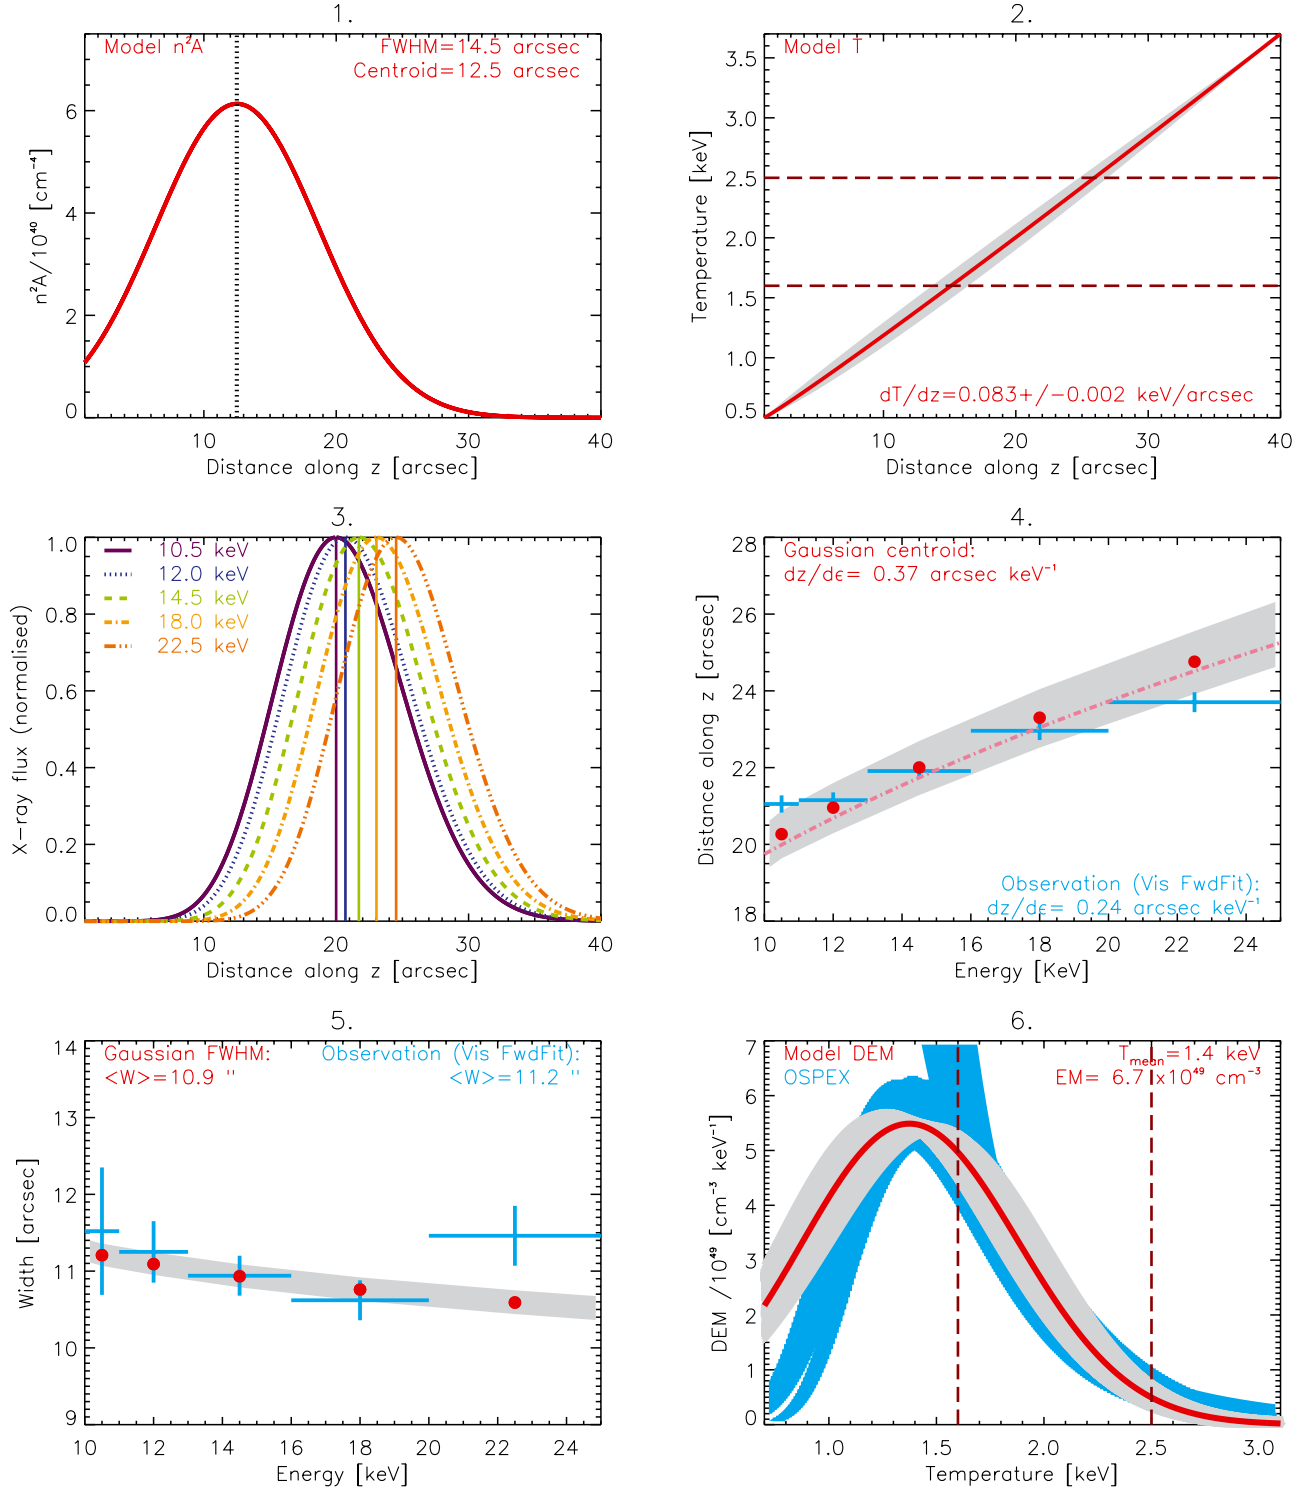 1.
Model n²A
FWHM=14.5 arcsec
Centroid=12.5 arcsec
n²A/10⁴⁰ [cm⁻⁴]
6
4
2
0
10 20 30 40
Distance along z [arcsec]
2.
Model T
Temperature [keV]
3.5
3.0
2.5
2.0
1.5
1.0
0.5
dT/dz=0.083+/−0.002 keV/arcsec
10 20 30 40
Distance along z [arcsec]
3.
10.5 keV
12.0 keV
14.5 keV
18.0 keV
22.5 keV
X−ray flux (normalised)
1.0
0.8
0.6
0.4
0.2
0.0
10 20 30 40
Distance along z [arcsec]
4.
Gaussian centroid:
dz/dϵ= 0.37 arcsec keV⁻¹
Distance along z [arcsec]
28
26
24
22
20
18
Observation (Vis FwdFit):
dz/dϵ= 0.24 arcsec keV⁻¹
10 12 14 16 18 20 22 24
Energy [KeV]
5.
Gaussian FWHM:
<W>=10.9 "
Observation (Vis FwdFit):
<W>=11.2 "
Width [arcsec]
14
13
12
11
10
9
10 12 14 16 18 20 22 24
Energy [keV]
6.
Model DEM
OSPEX
Tmean=1.4 keV
EM= 6.7 x10⁴⁹ cm⁻³
DEM /10⁴⁹ [cm⁻³ keV⁻¹]
7
6
5
4
3
2
1
0
1.0 1.5 2.0 2.5 3.0
Temperature [keV]